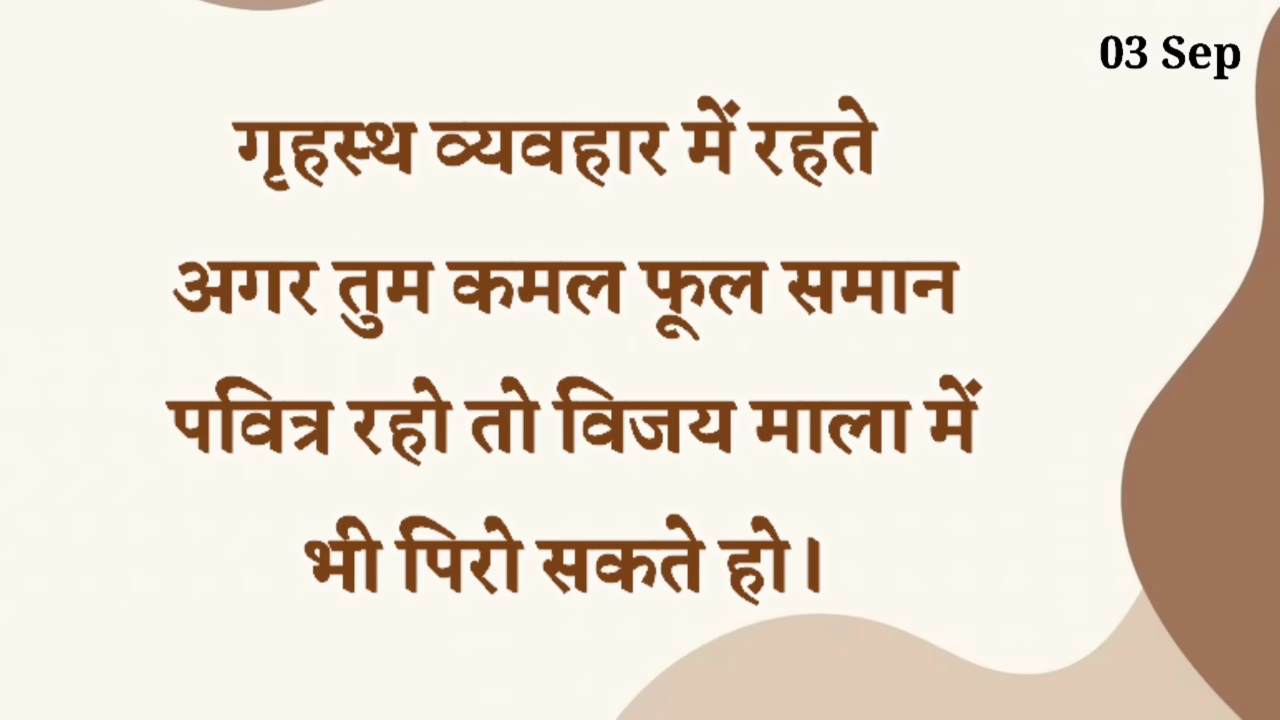 03 Sep
गृहस्थ व्यवहार में रहते
अगर तुम कमल फूल समान
पवित्र रहो तो विजय माला में
भी पिरो सकते हो।